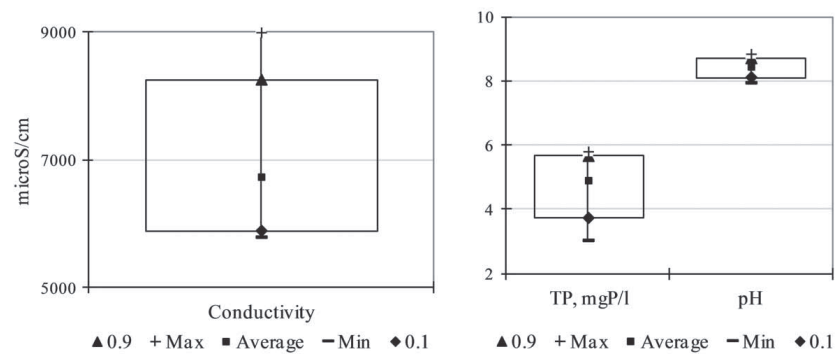 9000
7000
5000
microS/cm
Conductivity
▲ 0.9 + Max ■ Average − Min ◆ 0.1
10
8
6
4
2
TP, mgP/l pH
▲ 0.9 + Max ■ Average − Min ◆ 0.1